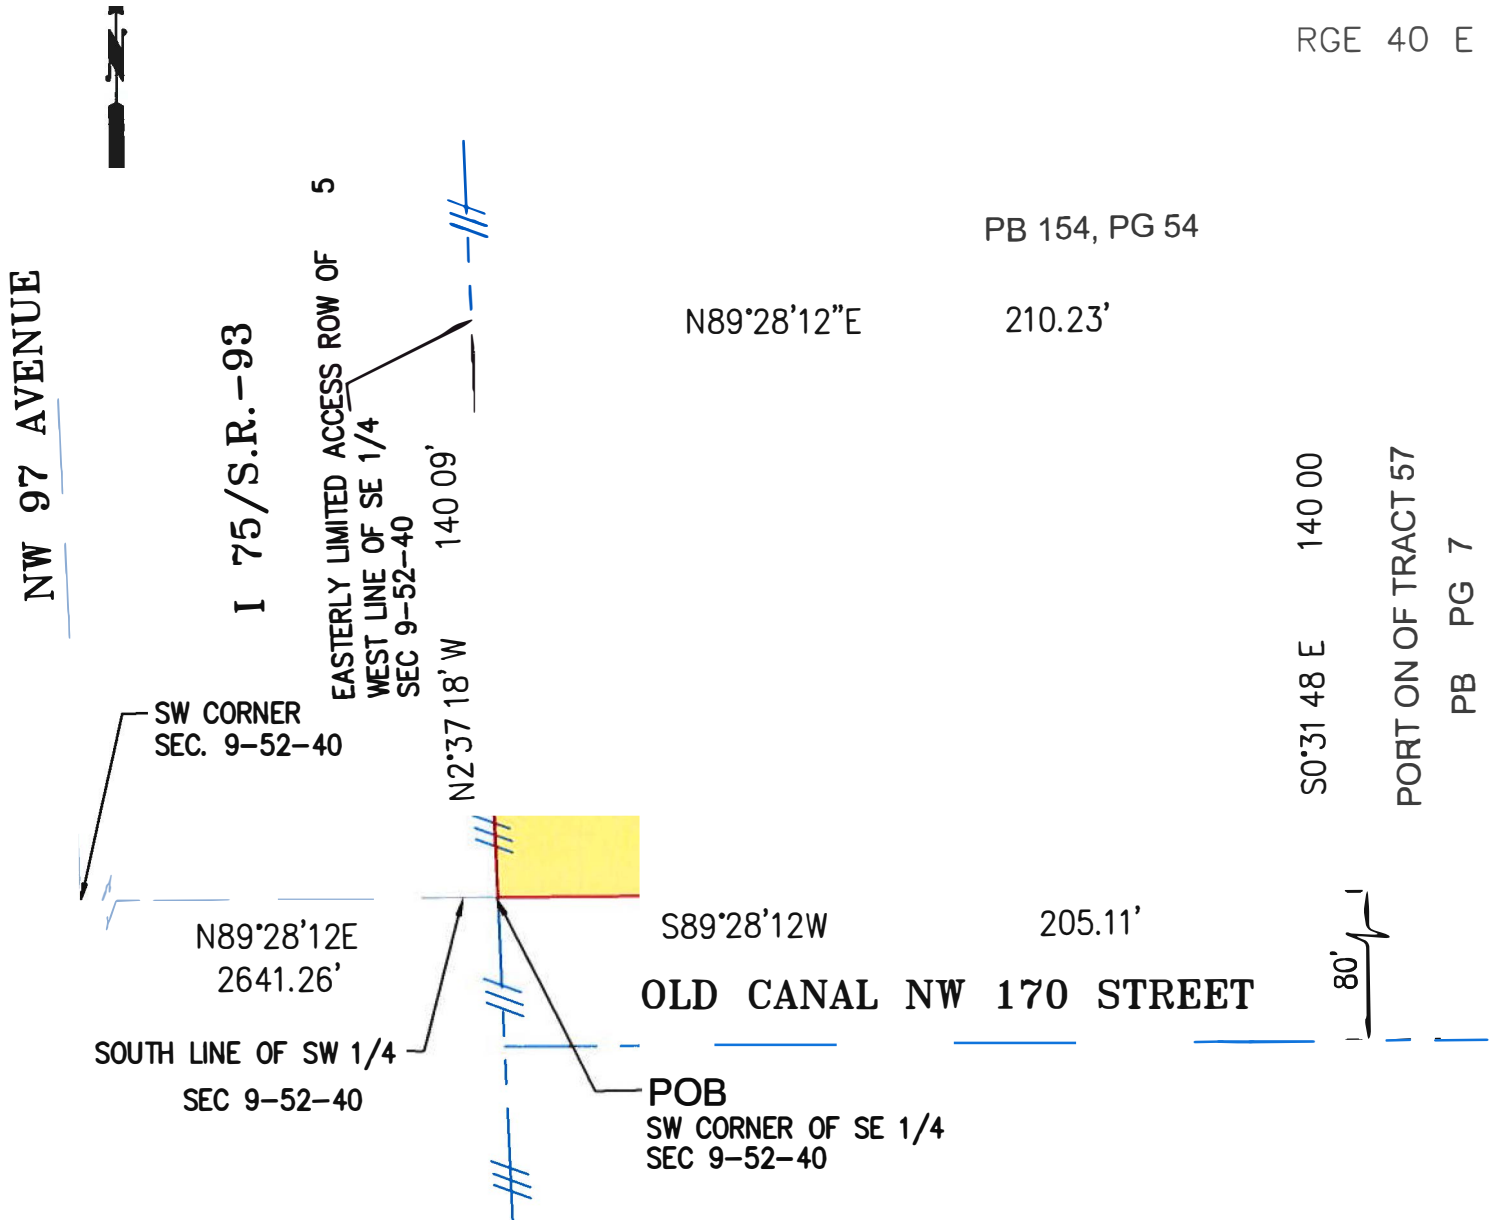 N
RGE 40 E
PB 154, PG 54
N89°28'12"E 210.23'
NW 97 AVENUE
I 75/S.R.-93
EASTERLY LIMITED ACCESS ROW OF 5
WEST LINE OF SE 1/4
SEC 9-52-40
N2°37 18' W 140 09'
S0°31 48 E 140 00
PORT ON OF TRACT 57
PB PG 7
SW CORNER
SEC. 9-52-40
N89°28'12E
2641.26'
S89°28'12W 205.11'
80'
OLD CANAL NW 170 STREET
SOUTH LINE OF SW 1/4
SEC 9-52-40
POB
SW CORNER OF SE 1/4
SEC 9-52-40